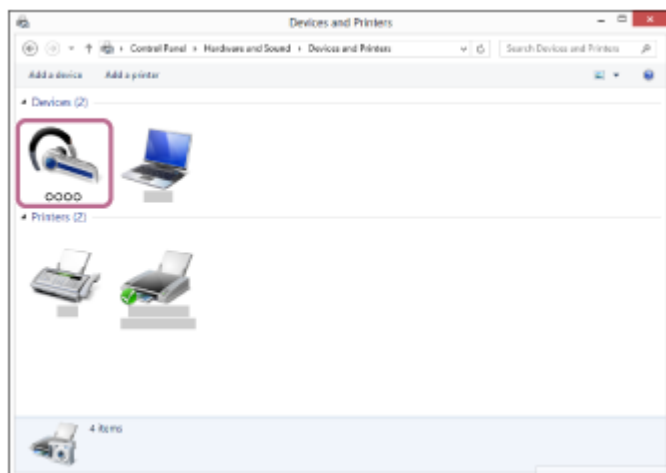 Devices and Printers
Control Panel › Hardware and Sound › Devices and Printers
Search Devices and Printers
Add a device
Add a printer
Devices (2)
oooo
Printers (2)
4 items